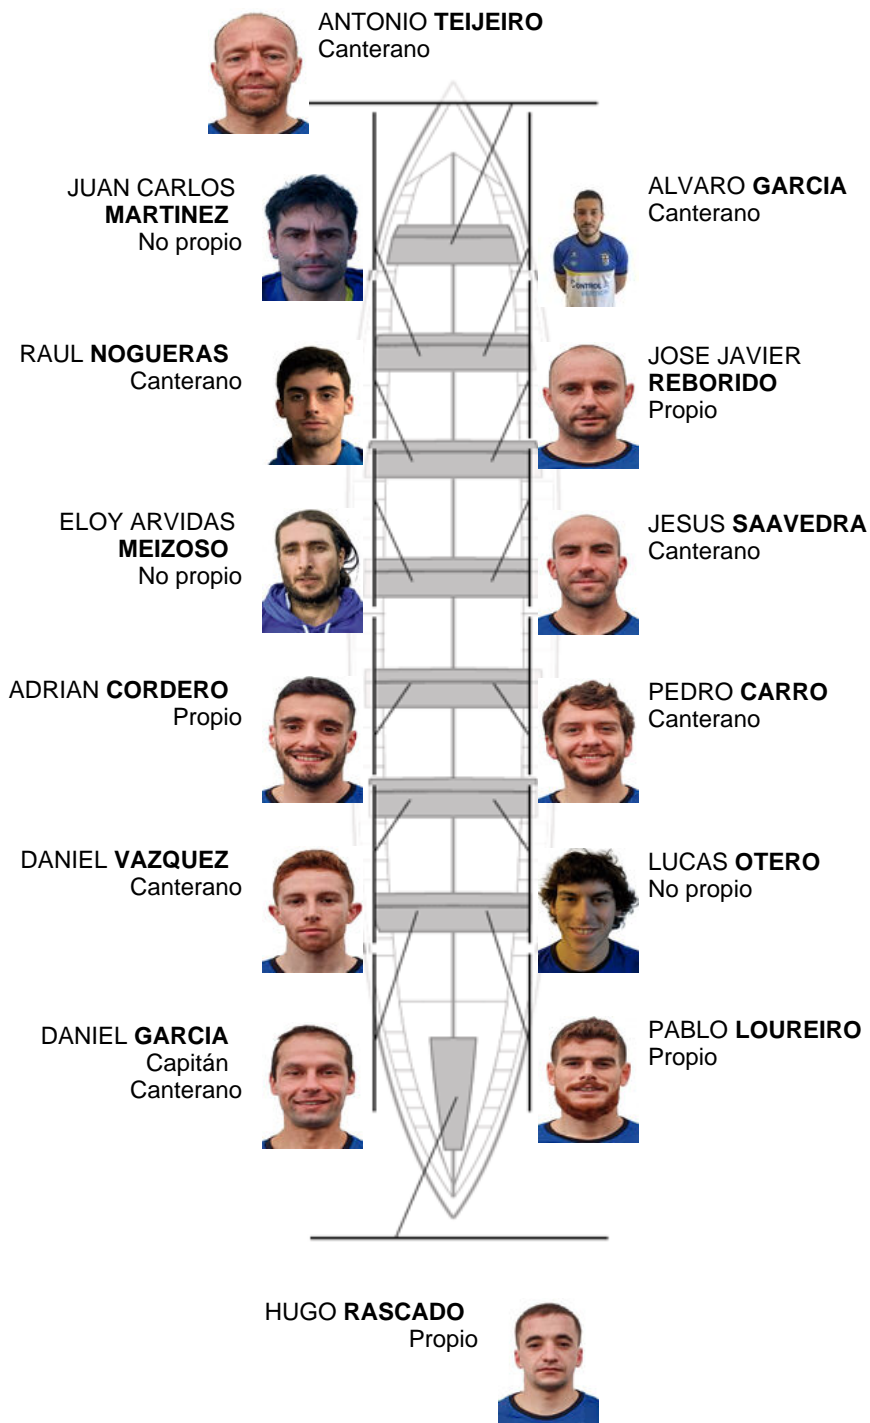 ANTONIO TEIJEIRO
Canterano
JUAN CARLOS
MARTINEZ
No propio
ALVARO GARCIA
Canterano
RAUL NOGUERAS
Canterano
JOSE JAVIER
REBORIDO
Propio
ELOY ARVIDAS
MEIZOSO
No propio
JESUS SAAVEDRA
Canterano
ADRIAN CORDERO
Propio
PEDRO CARRO
Canterano
DANIEL VAZQUEZ
Canterano
LUCAS OTERO
No propio
DANIEL GARCIA
Capitán
Canterano
PABLO LOUREIRO
Propio
HUGO RASCADO
Propio